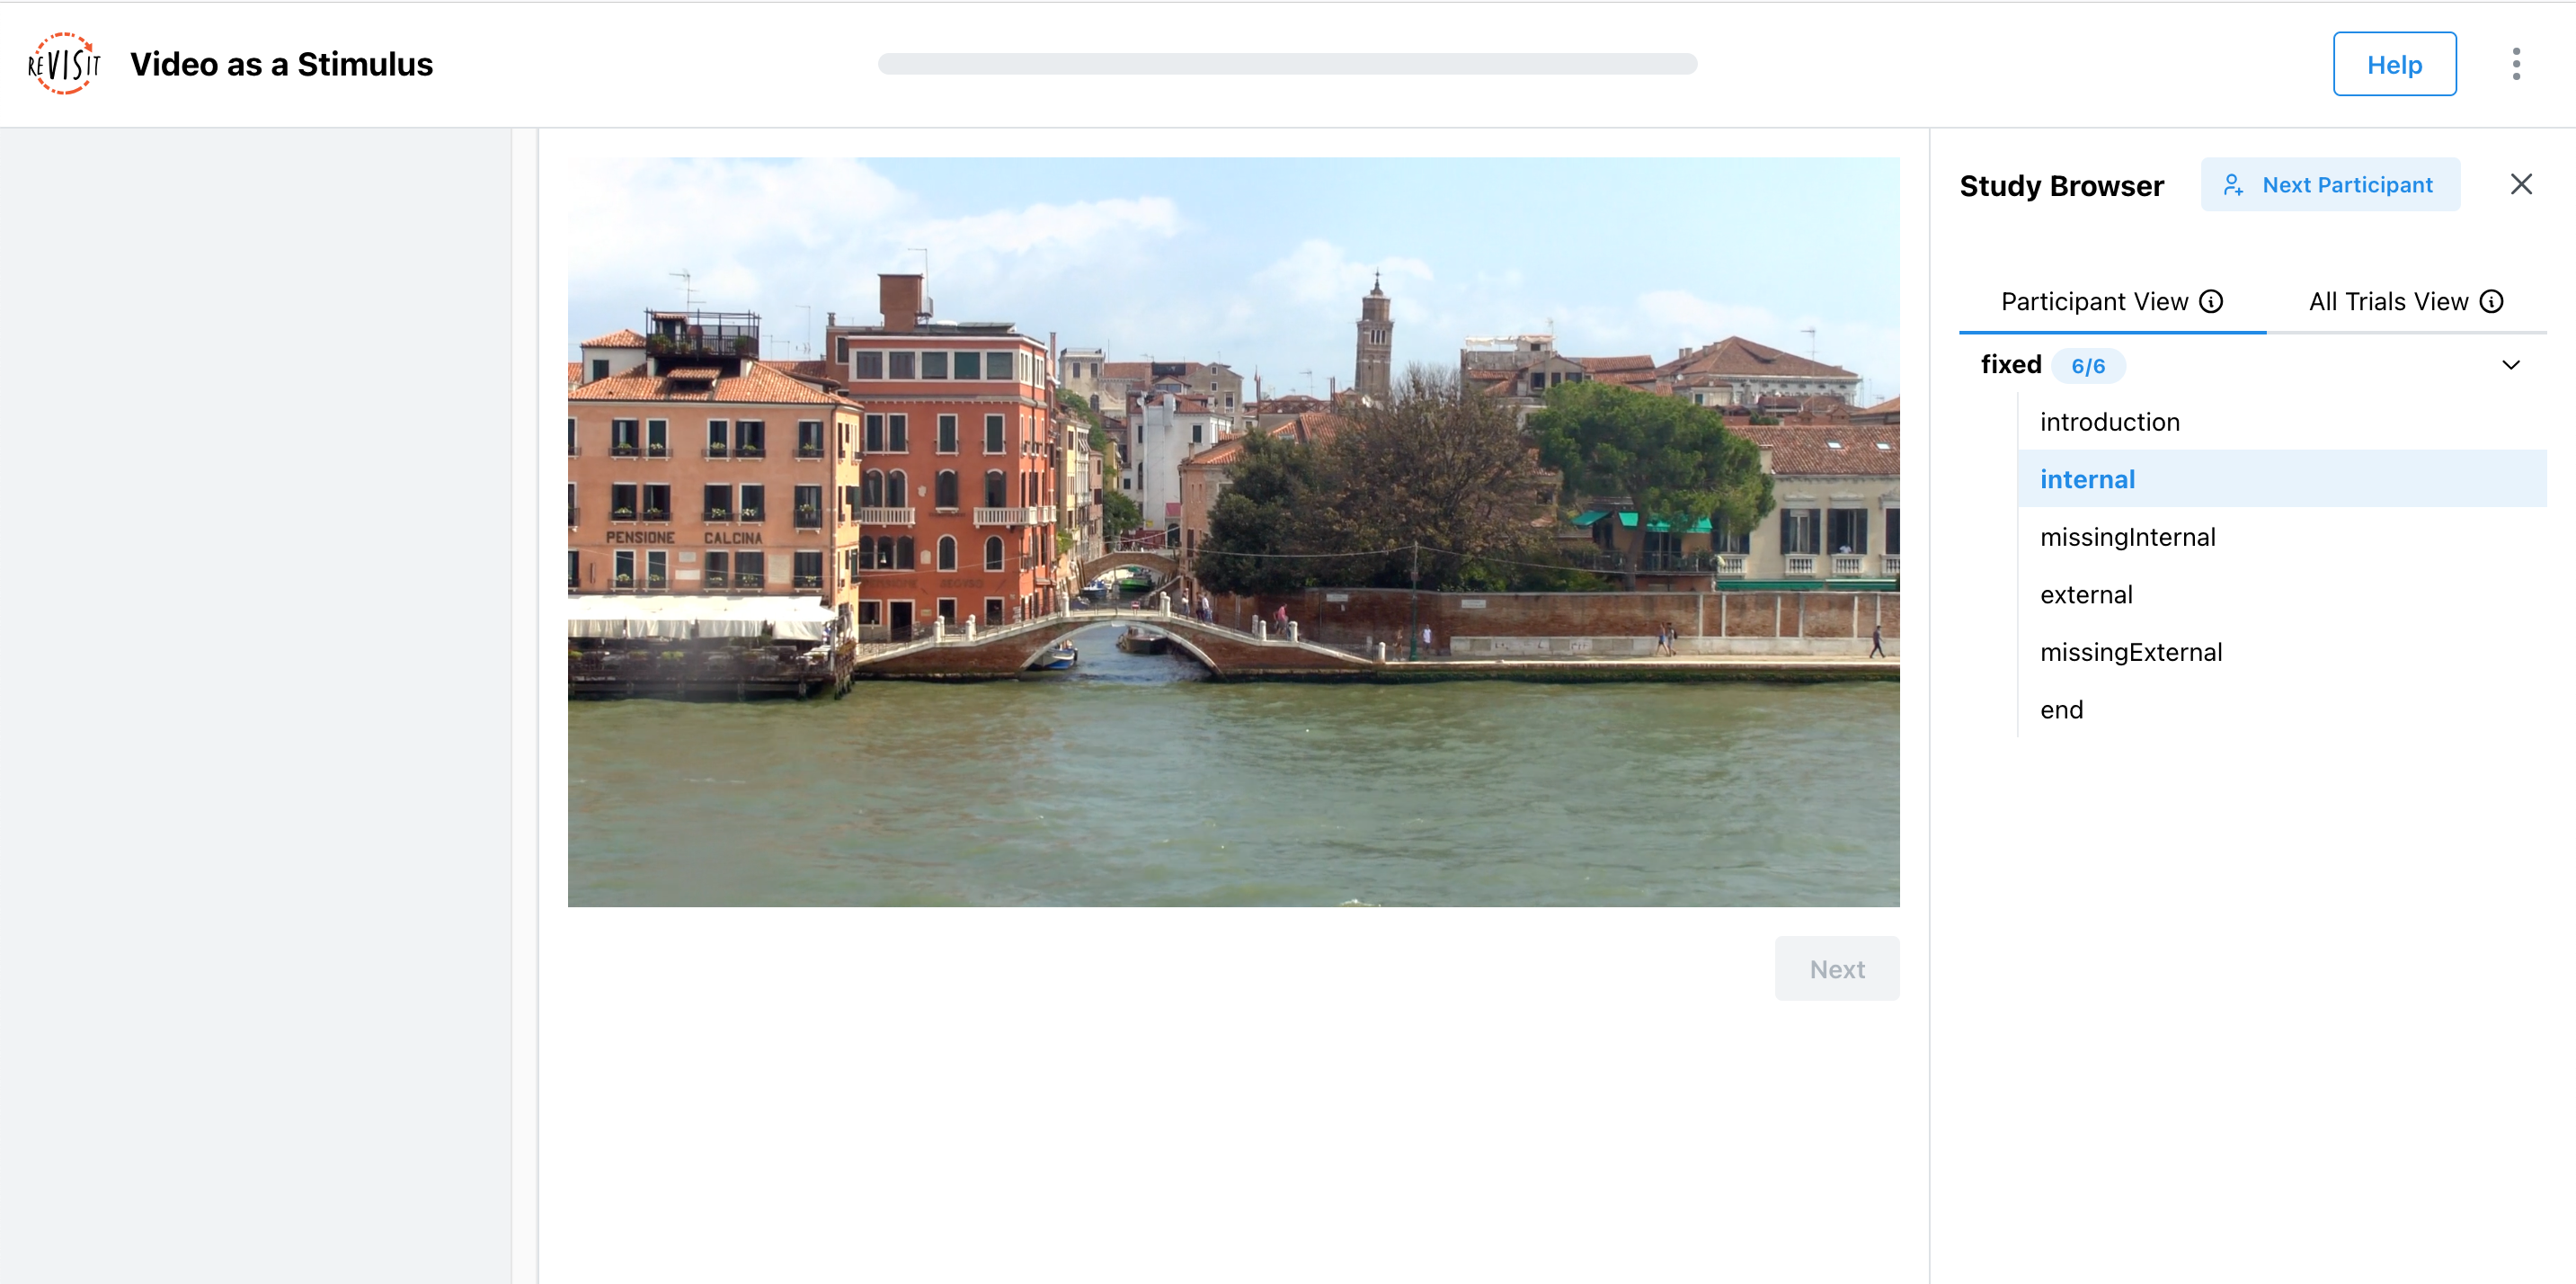 REVISIT
Video as a Stimulus
Help
Study Browser
Next Participant
Participant View
All Trials View
fixed
6/6
introduction
internal
missingInternal
external
missingExternal
end
PENSIONE CALCINA
Next